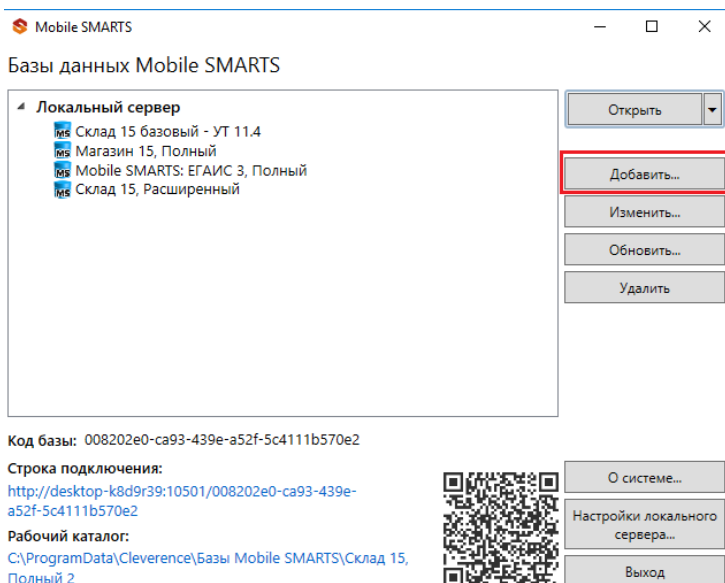 Mobile SMARTS
Базы данных Mobile SMARTS
Локальный сервер
Склад 15 базовый - УТ 11.4
Магазин 15, Полный
Mobile SMARTS: ЕГАИС 3, Полный
Склад 15, Расширенный
Открыть
Добавить...
Изменить...
Обновить...
Удалить
Код базы: 008202e0-ca93-439e-a52f-5c4111b570e2
Строка подключения:
http://desktop-k8d9r39:10501/008202e0-ca93-439e-
a52f-5c4111b570e2
Рабочий каталог:
C:\ProgramData\Cleverence\Базы Mobile SMARTS\Склад 15,
Полный 2
О системе...
Настройки локального
сервера...
Выход